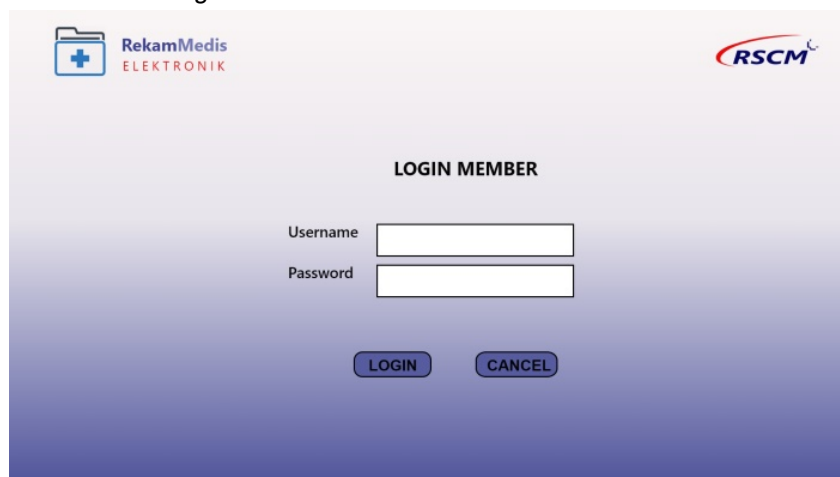 RekamMedis
ELEKTRONIK
RSCM
LOGIN MEMBER
Username
Password
LOGIN
CANCEL